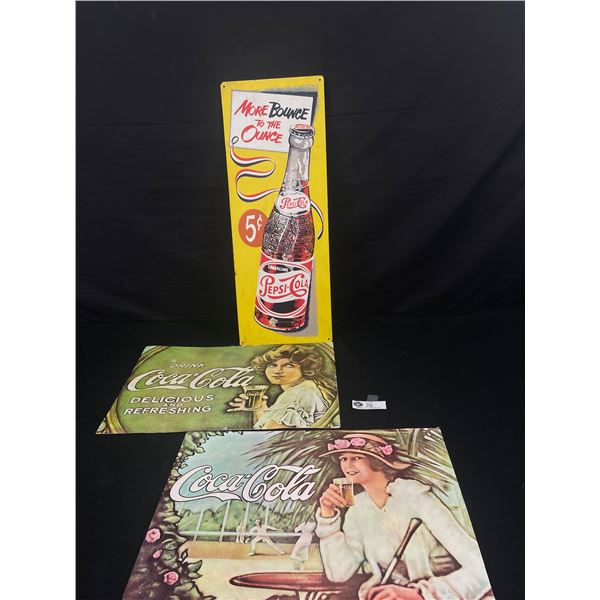 MORE BOUNCE
TO THE
OUNCE
PEPSI-COLA
5¢
SPARKLING
PEPSI-COLA
DRINK
Coca-Cola
DELICIOUS
AND
REFRESHING
Coca-Cola